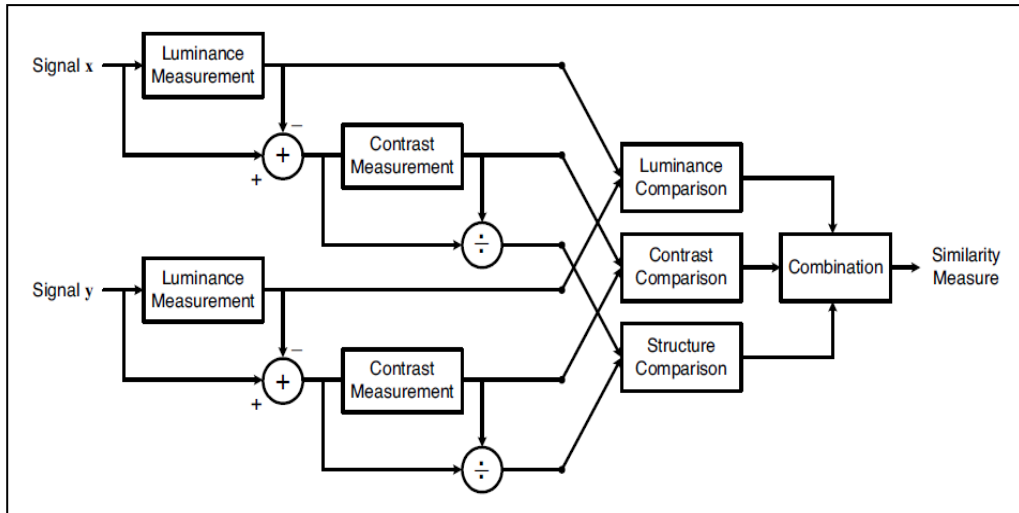 Signal x
Luminance
Measurement
−
+
+
Contrast
Measurement
÷
Signal y
Luminance
Measurement
−
+
+
Contrast
Measurement
÷
Luminance
Comparison
Contrast
Comparison
Structure
Comparison
Combination
Similarity
Measure